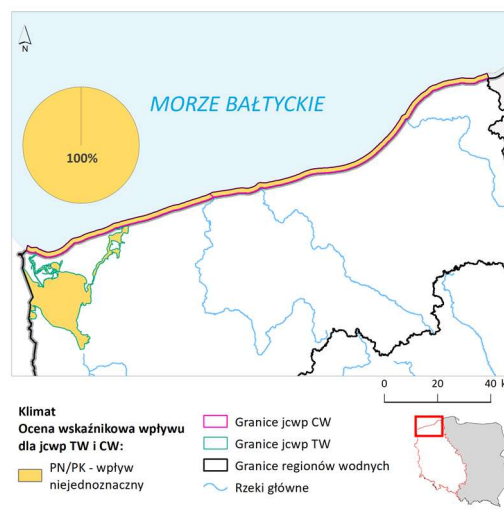 N
MORZE BAŁTYCKIE
100%
0 20 40 k
Klimat
Ocena wskaźnikowa wpływu
dla jcwp TW i CW:
PN/PK - wpływ
niejednoznaczny
Granice jcwp CW
Granice jcwp TW
Granice regionów wodnych
Rzeki główne